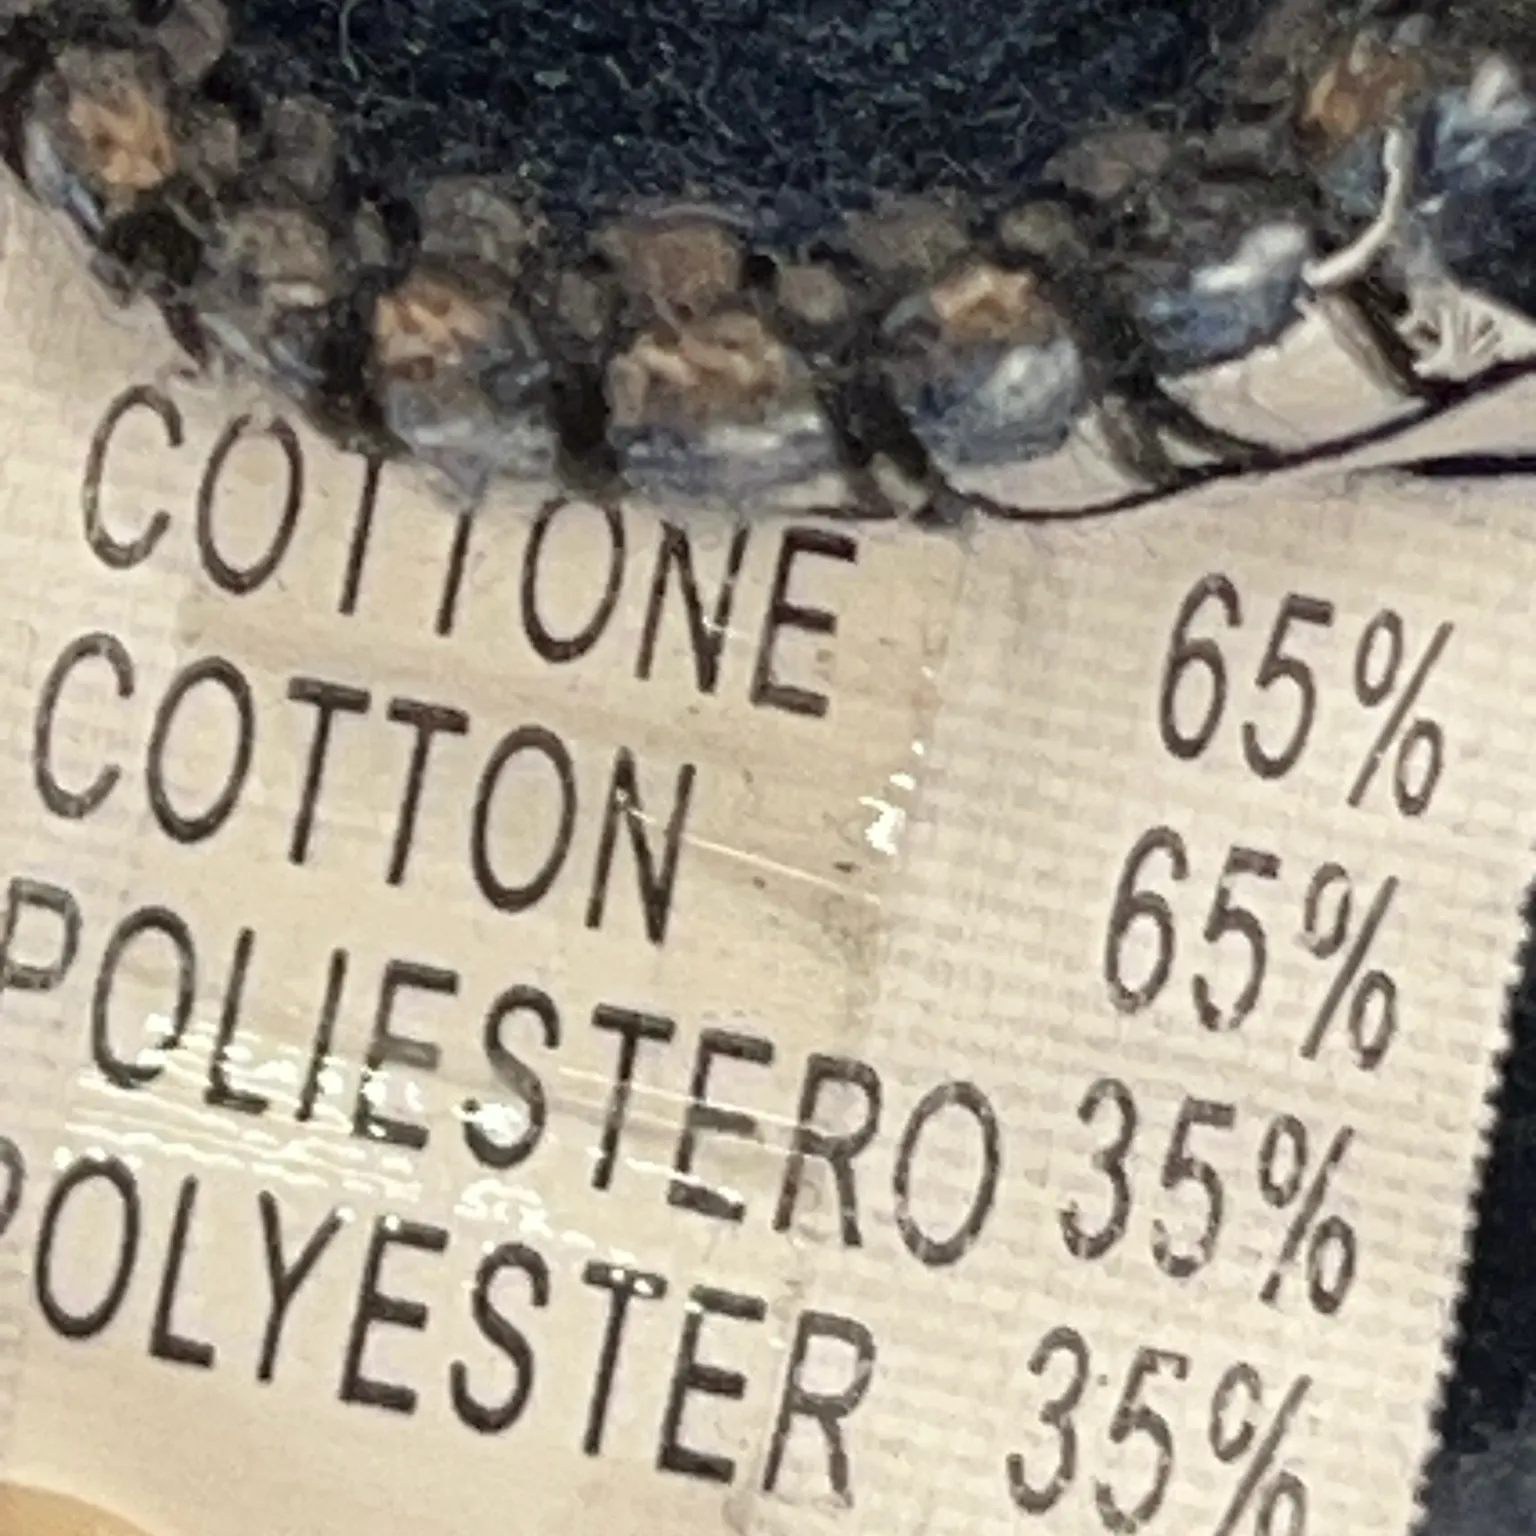 COTTONE 65%
COTTON 65%
POLIESTERO 35%
POLYESTER 35%